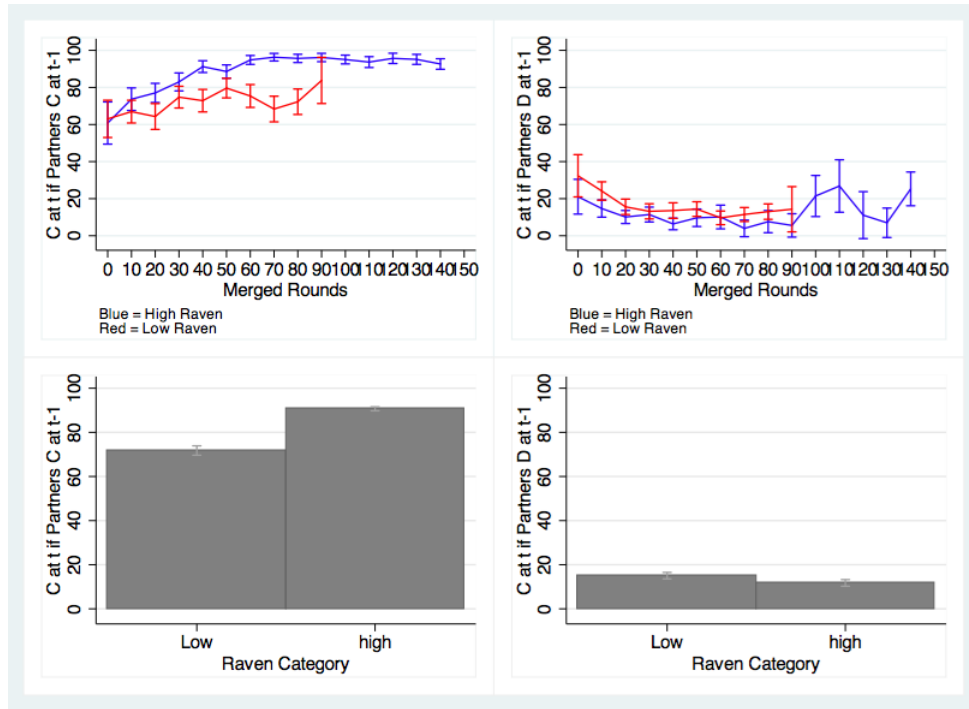 C at t if Partners C at t-1
100
80
60
40
20
0
0 10 20 30 40 50 60 70 80 90 100 110 120 130 140 150
Merged Rounds
Blue = High Raven
Red = Low Raven
C at t if Partners D at t-1
100
80
60
40
20
0
0 10 20 30 40 50 60 70 80 90 100 110 120 130 140 150
Merged Rounds
Blue = High Raven
Red = Low Raven
C at t if Partners C at t-1
100
80
60
40
20
0
Low high
Raven Category
C at t if Partners D at t-1
100
80
60
40
20
0
Low high
Raven Category